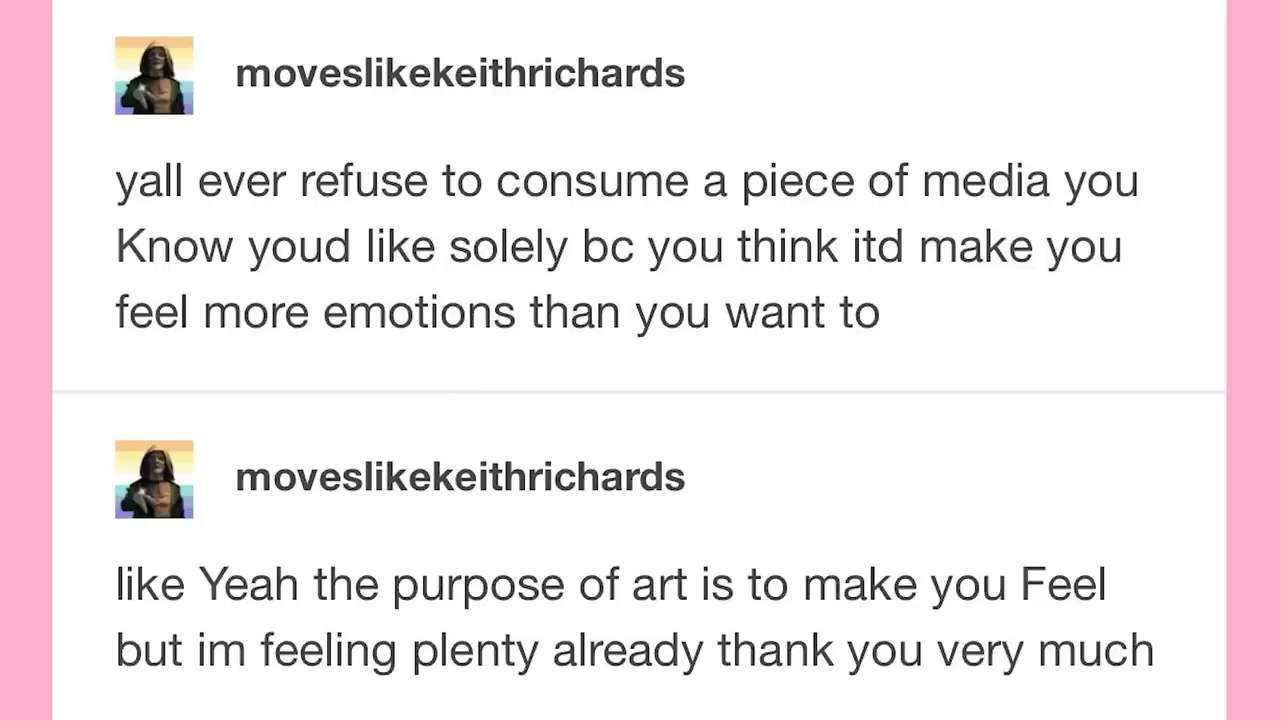 moveslikekeithrichards
yall ever refuse to consume a piece of media you
Know youd like solely bc you think itd make you
feel more emotions than you want to
moveslikekeithrichards
like Yeah the purpose of art is to make you Feel
but im feeling plenty already thank you very much